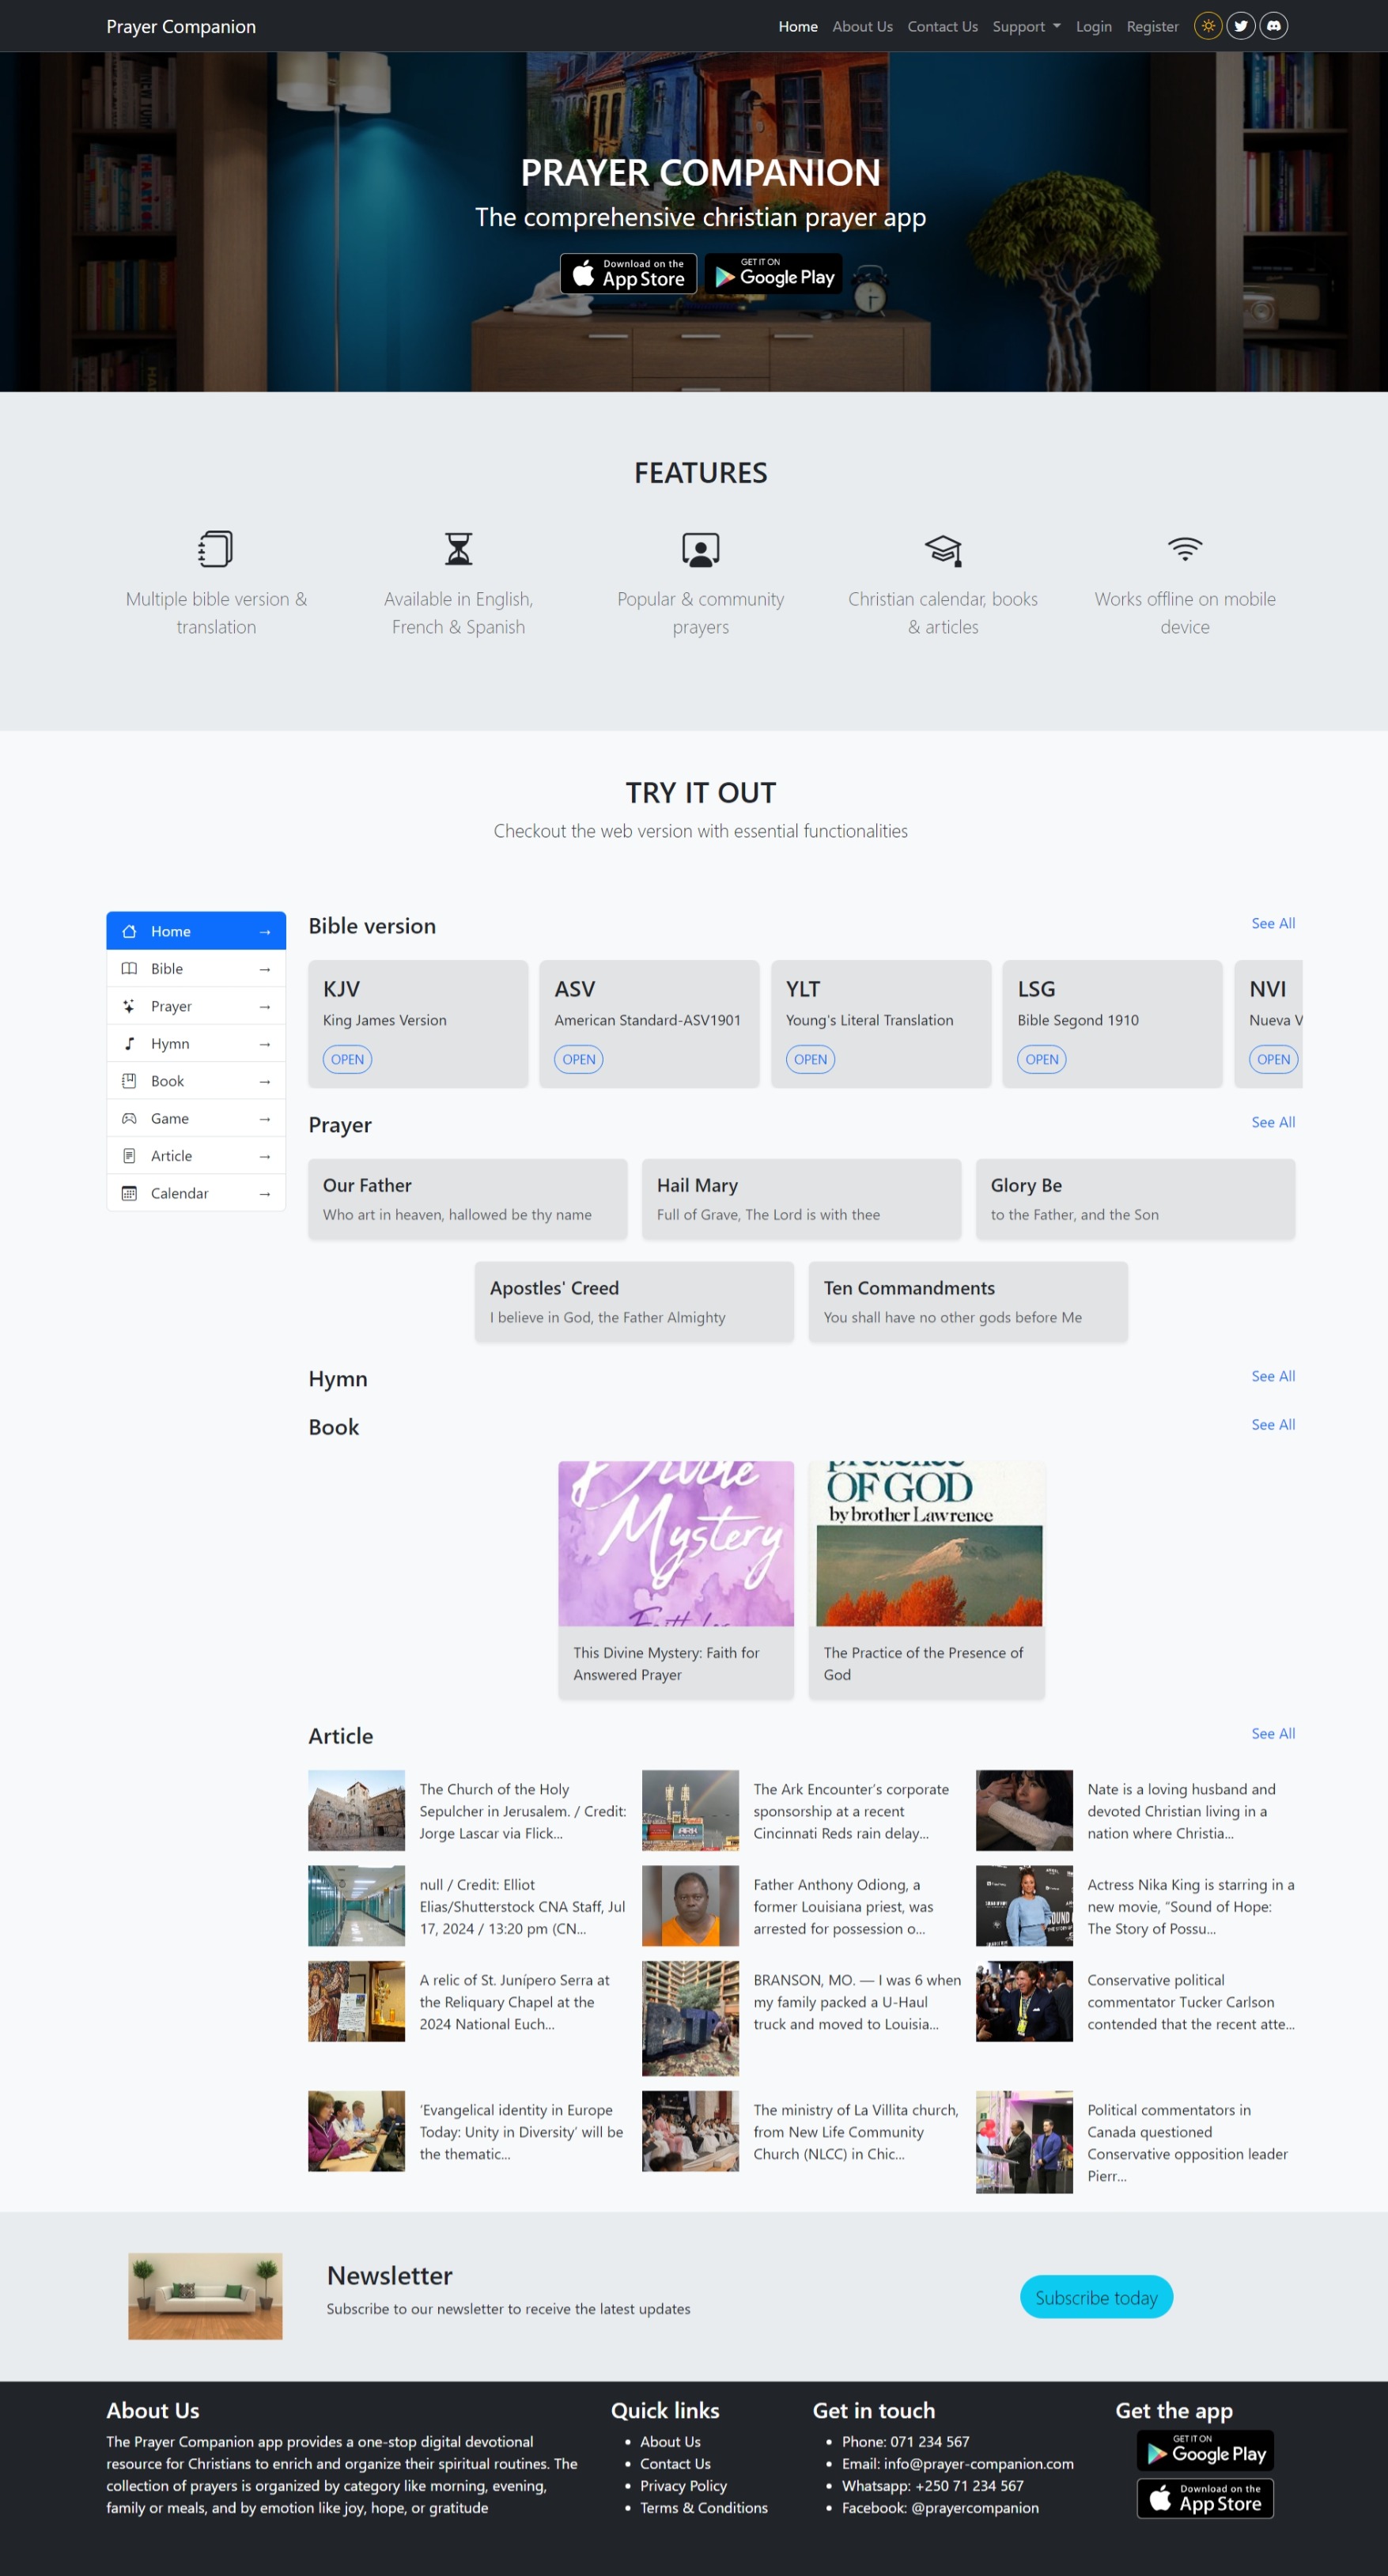 Prayer Companion
Home About Us Contact Us Support Login Register
PRAYER COMPANION
The comprehensive christian prayer app
Download on the
App Store
GET IT ON
Google Play
FEATURES
Multiple bible version &
translation
Available in English,
French & Spanish
Popular & community
prayers
Christian calendar, books
& articles
Works offline on mobile
device
TRY IT OUT
Checkout the web version with essential functionalities
Home →
Bible →
Prayer →
Hymn →
Book →
Game →
Article →
Calendar →
Bible version
See All
KJV
King James Version
OPEN
ASV
American Standard-ASV1901
OPEN
YLT
Young's Literal Translation
OPEN
LSG
Bible Segond 1910
OPEN
NVI
Nueva V
OPEN
Prayer
See All
Our Father
Who art in heaven, hallowed be thy name
Hail Mary
Full of Grave, The Lord is with thee
Glory Be
to the Father, and the Son
Apostles' Creed
I believe in God, the Father Almighty
Ten Commandments
You shall have no other gods before Me
Hymn
See All
Book
See All
Divine
Mystery
This Divine Mystery: Faith for
Answered Prayer
presence
OF GOD
by brother Lawrence
The Practice of the Presence of
God
Article
See All
The Church of the Holy
Sepulcher in Jerusalem. / Credit:
Jorge Lascar via Flick...
The Ark Encounter's corporate
sponsorship at a recent
Cincinnati Reds rain delay...
Nate is a loving husband and
devoted Christian living in a
nation where Christia...
null / Credit: Elliot
Elias/Shutterstock CNA Staff, Jul
17, 2024 / 13:20 pm (CN...
Father Anthony Odiong, a
former Louisiana priest, was
arrested for possession o...
Actress Nika King is starring in a
new movie, “Sound of Hope:
The Story of Possu...
A relic of St. Junípero Serra at
the Reliquary Chapel at the
2024 National Euch...
BRANSON, MO. — I was 6 when
my family packed a U-Haul
truck and moved to Louisia...
Conservative political
commentator Tucker Carlson
contended that the recent atte...
‘Evangelical identity in Europe
Today: Unity in Diversity’ will be
the thematic...
The ministry of La Villita church,
from New Life Community
Church (NLCC) in Chic...
Political commentators in
Canada questioned
Conservative opposition leader
Pierr...
Newsletter
Subscribe to our newsletter to receive the latest updates
Subscribe today
About Us
The Prayer Companion app provides a one-stop digital devotional
resource for Christians to enrich and organize their spiritual routines. The
collection of prayers is organized by category like morning, evening,
family or meals, and by emotion like joy, hope, or gratitude
Quick links
• About Us
• Contact Us
• Privacy Policy
• Terms & Conditions
Get in touch
• Phone: 071 234 567
• Email: info@prayer-companion.com
• Whatsapp: +250 71 234 567
• Facebook: @prayercompanion
Get the app
GET IT ON
Google Play
Download on the
App Store